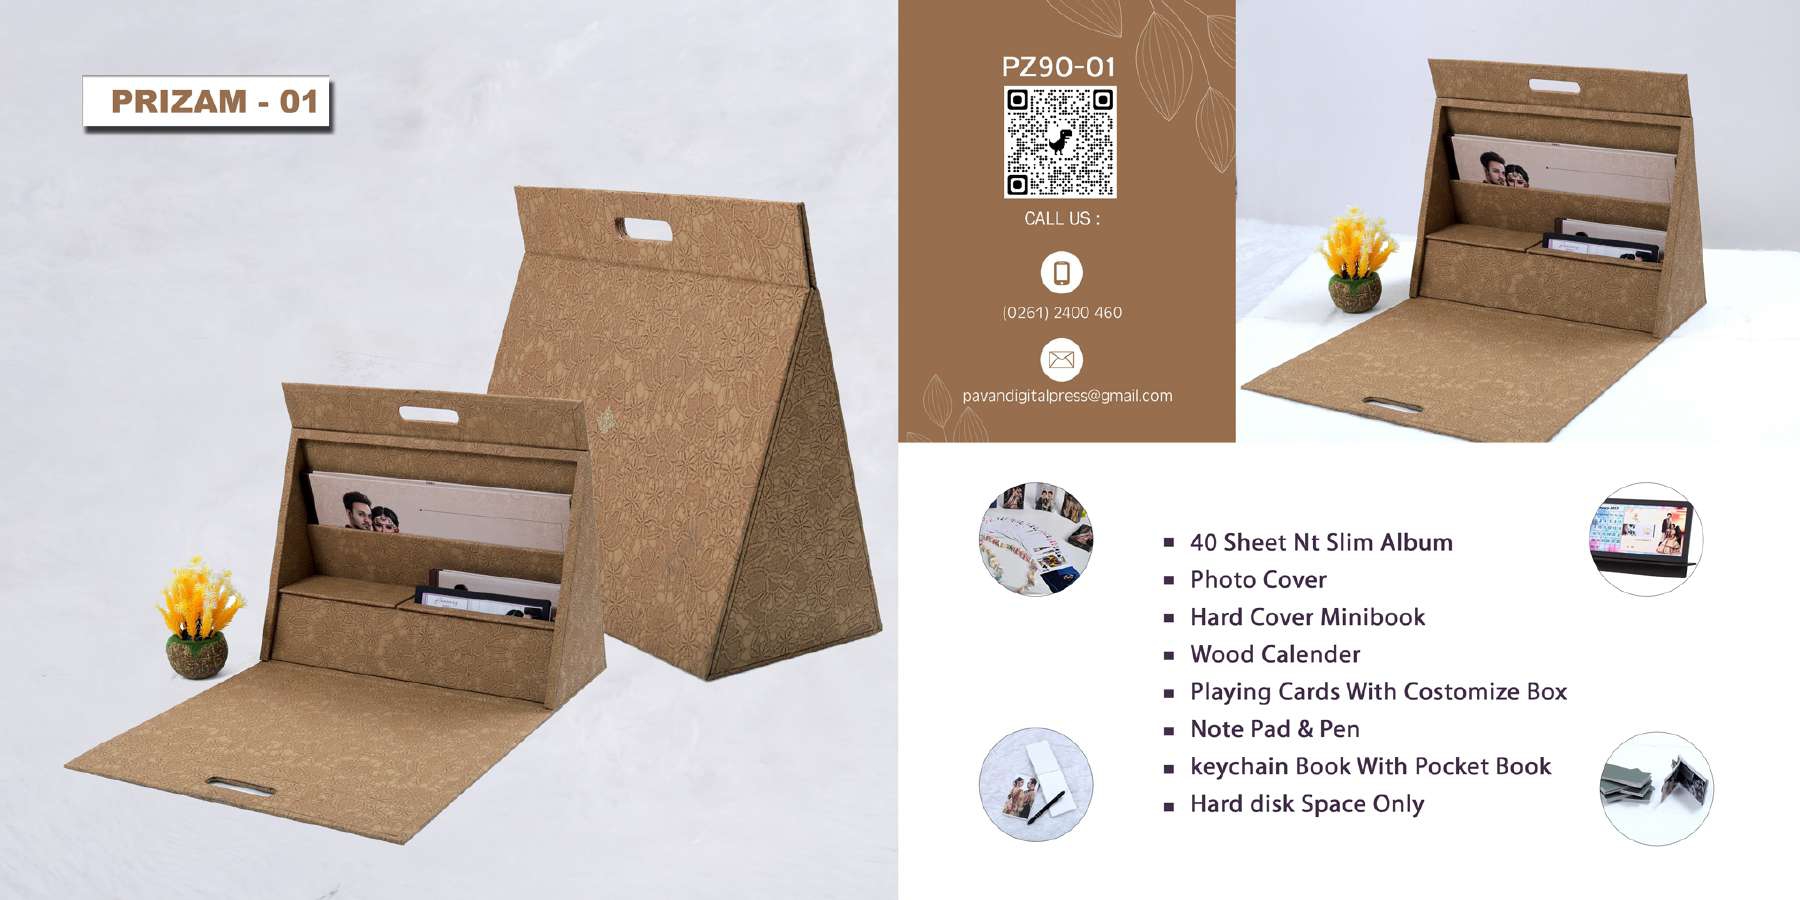 PRIZAM - 01
PZ90-01
CALL US :
(0261) 2400 460
pavandigitalpress@gmail.com
40 Sheet Nt Slim Album
Photo Cover
Hard Cover Minibook
Wood Calender
Playing Cards With Costomize Box
Note Pad & Pen
keychain Book With Pocket Book
Hard disk Space Only